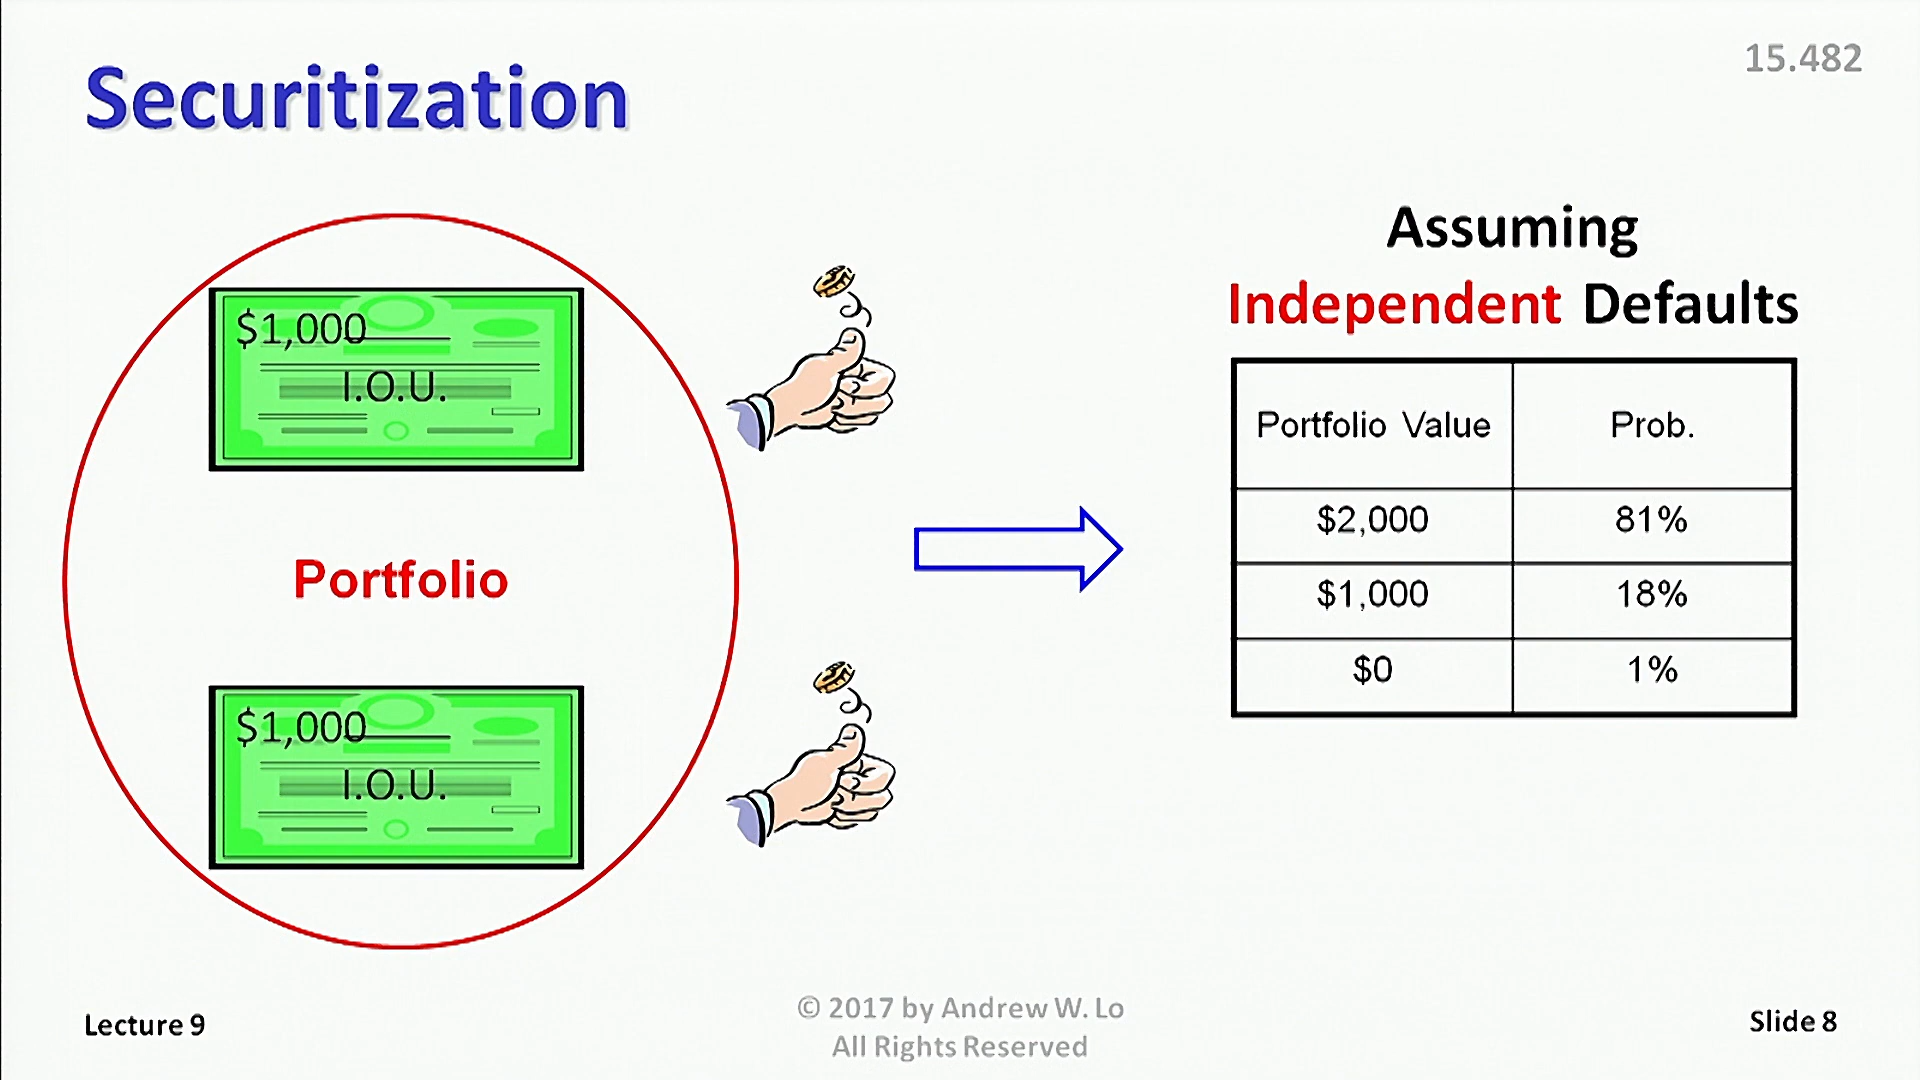 15.482
Securitization
$1,000
I.O.U.
Portfolio
$1,000
I.O.U.
Assuming
Independent Defaults
Portfolio Value Prob.
$2,000 81%
$1,000 18%
$0 1%
Lecture 9
© 2017 by Andrew W. Lo
All Rights Reserved
Slide 8